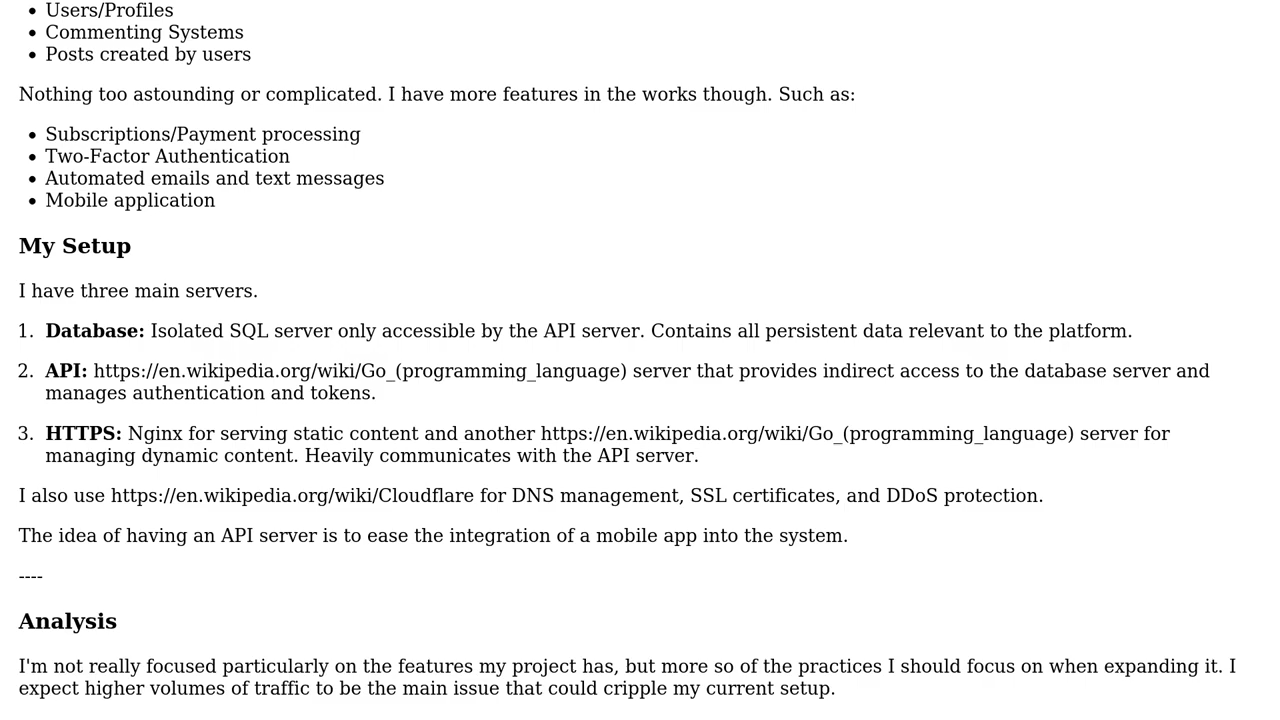 • Users/Profiles
• Commenting Systems
• Posts created by users
Nothing too astounding or complicated. I have more features in the works though. Such as:
• Subscriptions/Payment processing
• Two-Factor Authentication
• Automated emails and text messages
• Mobile application
My Setup
I have three main servers.
1. Database: Isolated SQL server only accessible by the API server. Contains all persistent data relevant to the platform.
2. API: https://en.wikipedia.org/wiki/Go_(programming_language) server that provides indirect access to the database server and
manages authentication and tokens.
3. HTTPS: Nginx for serving static content and another https://en.wikipedia.org/wiki/Go_(programming_language) server for
managing dynamic content. Heavily communicates with the API server.
I also use https://en.wikipedia.org/wiki/Cloudflare for DNS management, SSL certificates, and DDoS protection.
The idea of having an API server is to ease the integration of a mobile app into the system.
----
Analysis
I'm not really focused particularly on the features my project has, but more so of the practices I should focus on when expanding it. I
expect higher volumes of traffic to be the main issue that could cripple my current setup.